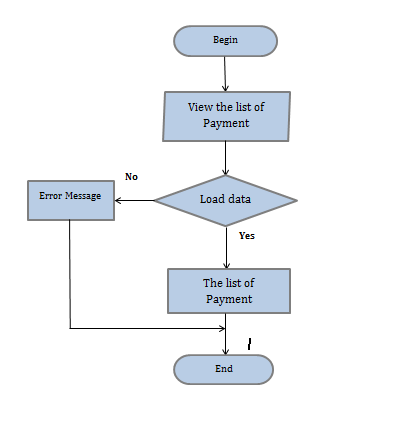 Begin
View the list of
Payment
No
Error Message
Load data
Yes
The list of
Payment
End